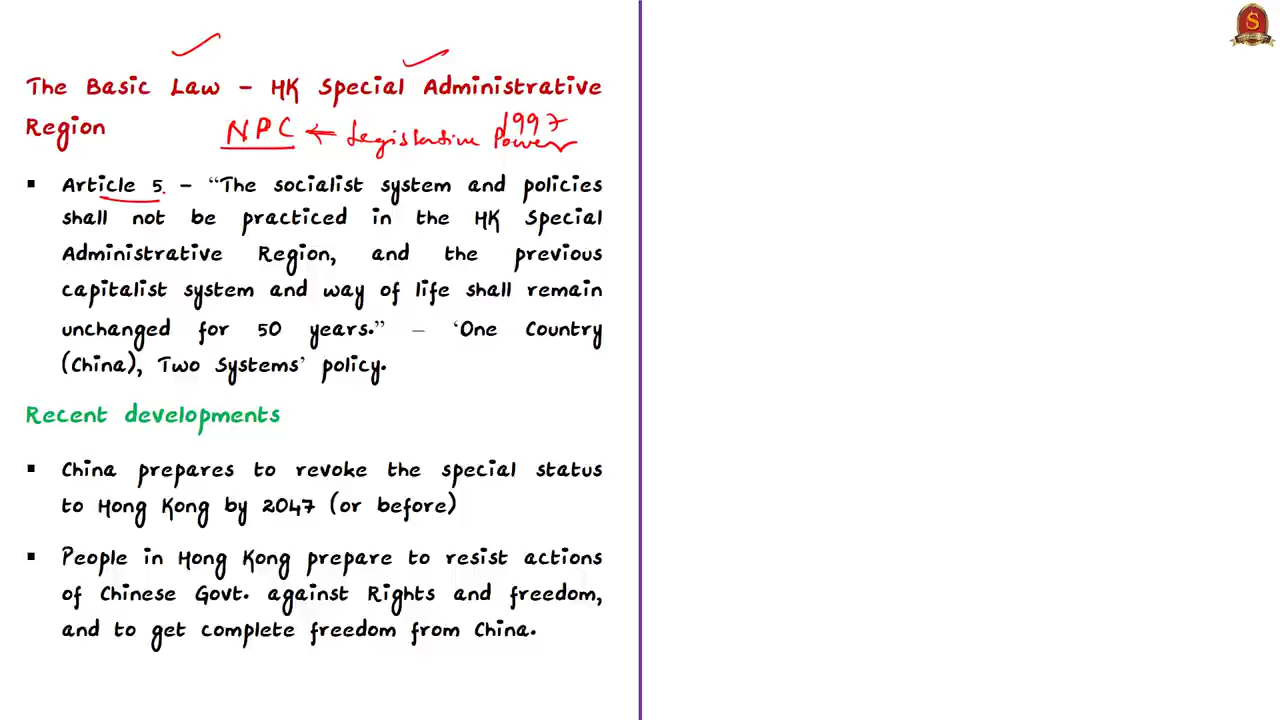 The Basic Law – HK Special Administrative
Region
1997
NPC ← Legislative Power
▪ Article 5 – “The socialist system and policies
shall not be practiced in the HK Special
Administrative Region, and the previous
capitalist system and way of life shall remain
unchanged for 50 years.” – ‘One Country
(China), Two Systems’ policy.
Recent developments
▪ China prepares to revoke the special status
to Hong Kong by 2047 (or before)
▪ People in Hong Kong prepare to resist actions
of Chinese Govt. against Rights and freedom,
and to get complete freedom from China.
S